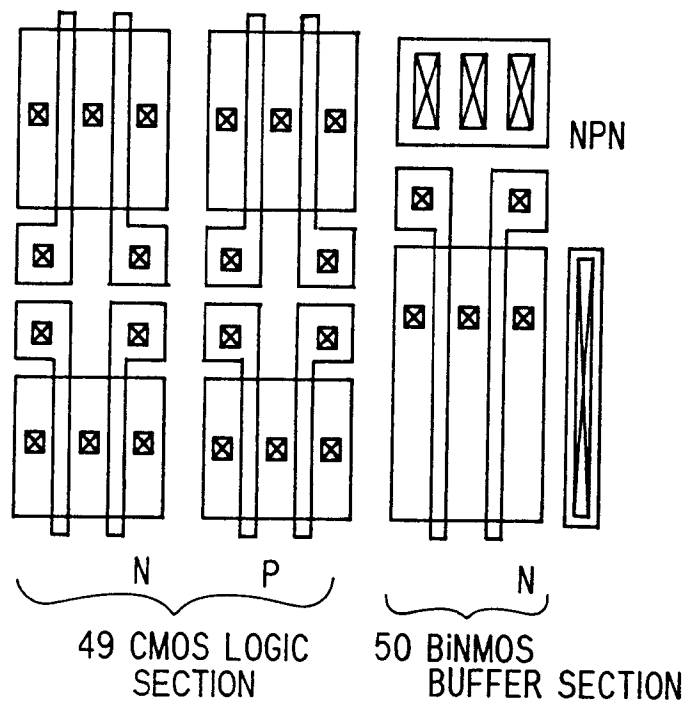 NPN
N P N
49 CMOS LOGIC
SECTION
50 BiNMOS
BUFFER SECTION